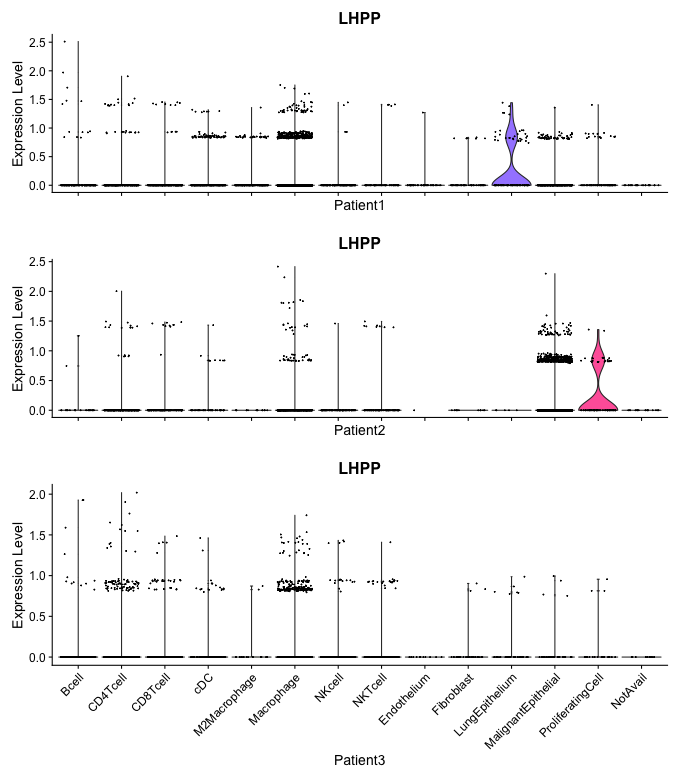 LHPP
Expression Level
2.5
2.0
1.5
1.0
0.5
0.0
Patient1
LHPP
Expression Level
2.5
2.0
1.5
1.0
0.5
0.0
Patient2
LHPP
Expression Level
2.0
1.5
1.0
0.5
0.0
Bcell
CD4Tcell
CD8Tcell
cDC
M2Macrophage
Macrophage
NKcell
NKTcell
Endothelium
Fibroblast
LungEpithelium
MalignantEpithelial
ProliferatingCell
NotAvail
Patient3